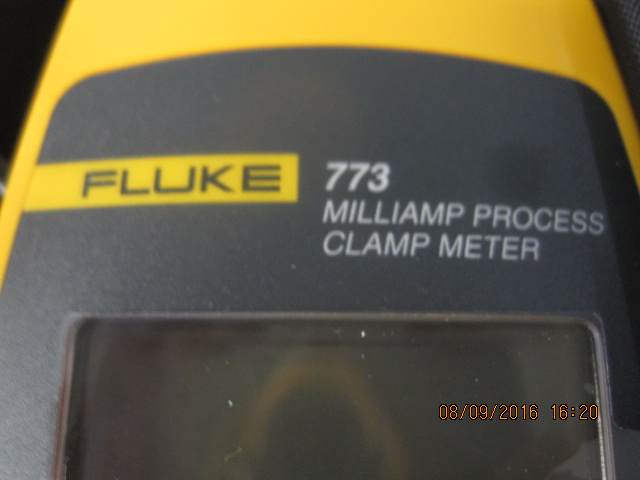 FLUKE
773
MILLIAMP PROCESS
CLAMP METER
08/09/2016 16:20